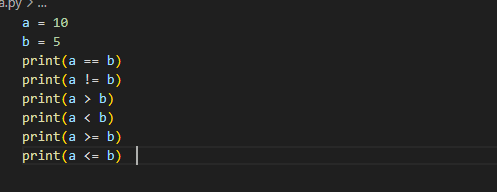 a.py > ...
a = 10
b = 5
print(a == b)
print(a != b)
print(a > b)
print(a < b)
print(a >= b)
print(a <= b)